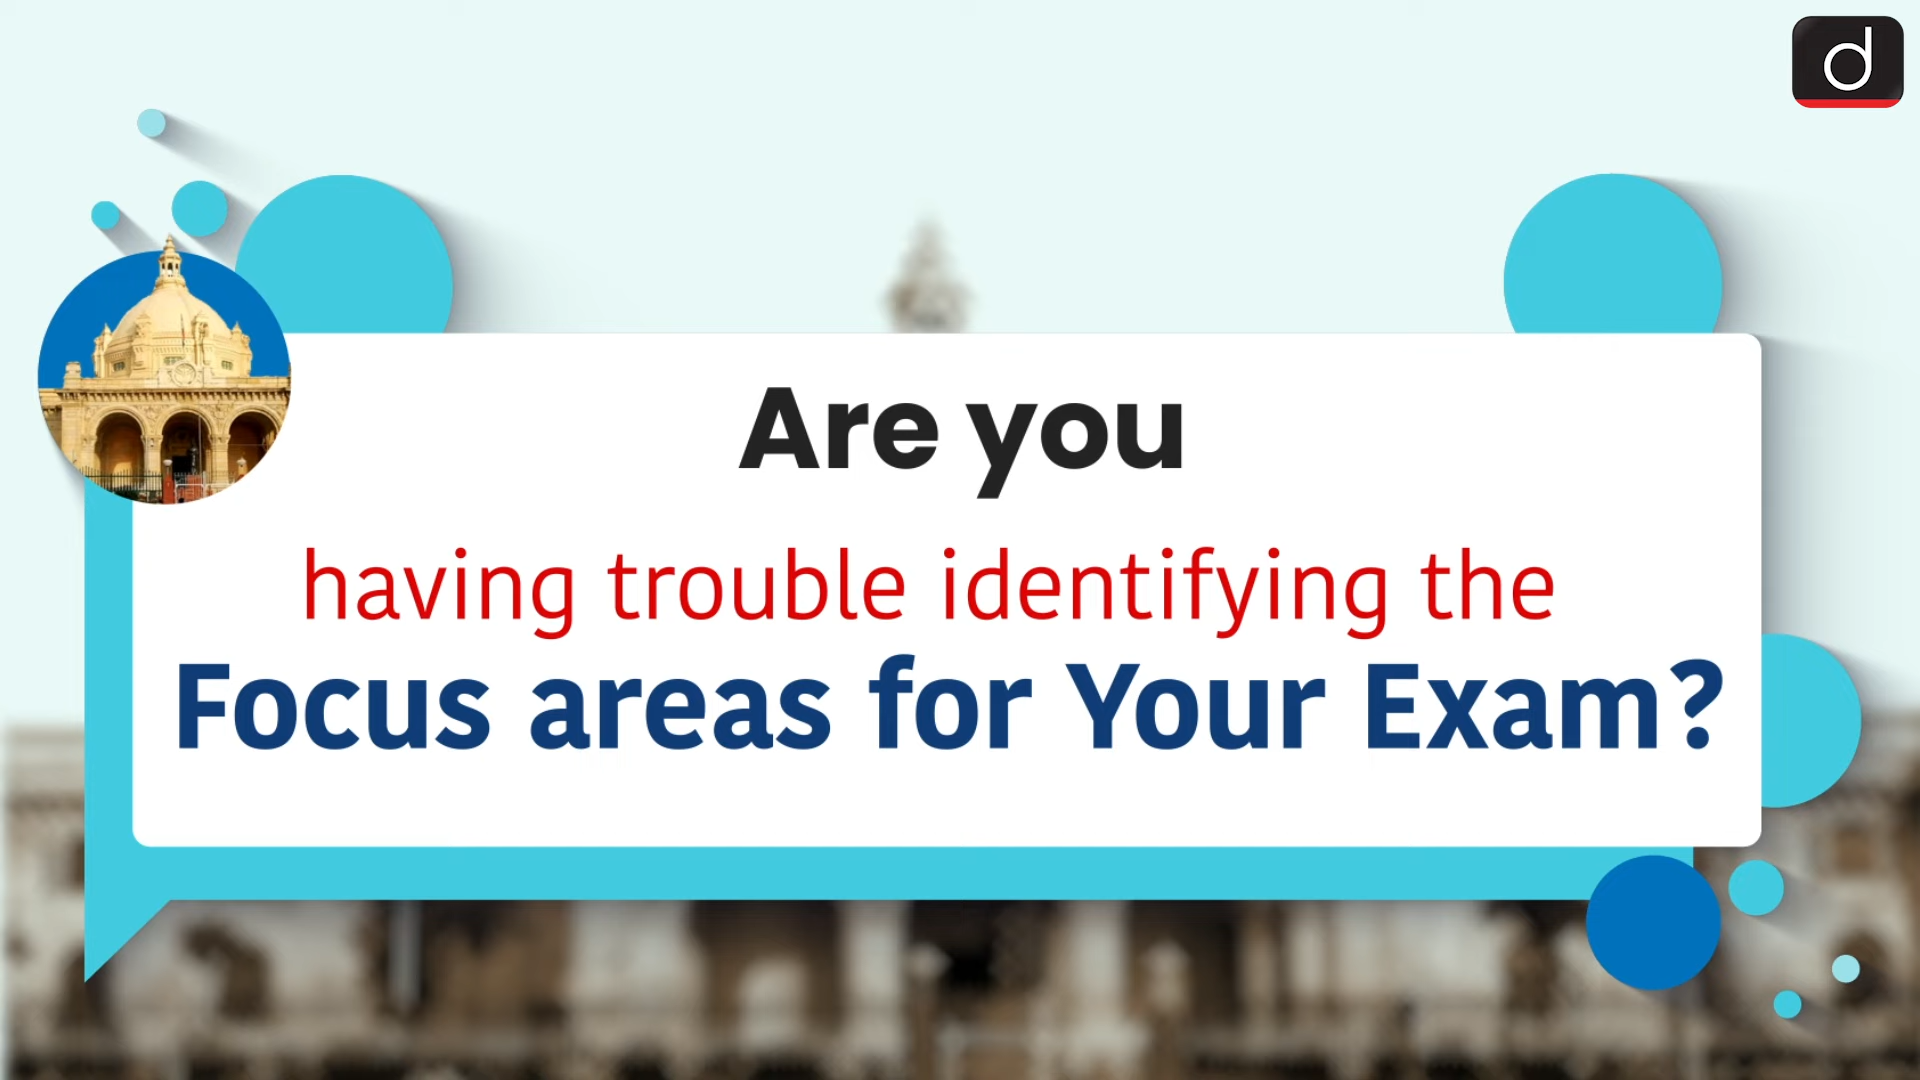 d
Are you
having trouble identifying the
Focus areas for Your Exam?